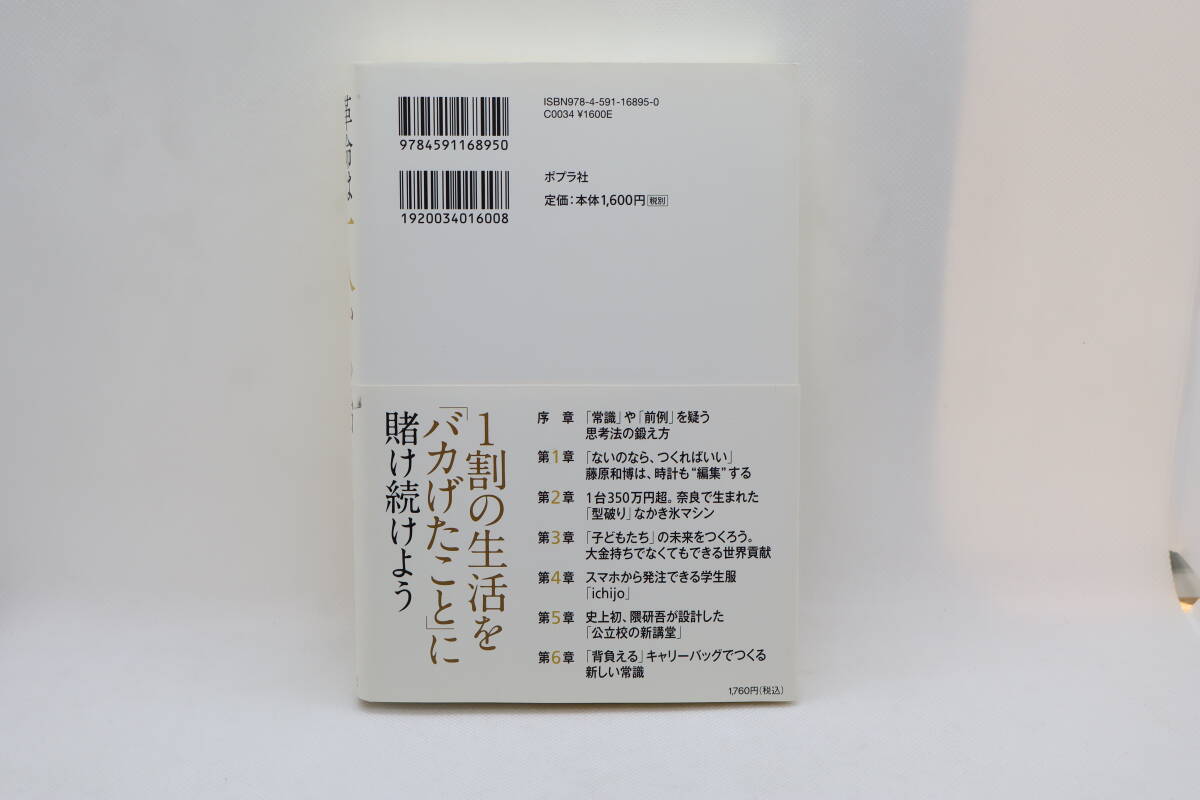 ISBN978-4-591-16895-0
C0034 ¥1600E
9784591168950
ポプラ社
定価：本体1,600円 税別
1920034016008
1割の生活を
「バカげたこと」に
賭け続けよう
序　章 「常識」や「前例」を疑う
思考法の鍛え方
第1章 「ないのなら、つくればいい」
藤原和博は、時計も“編集”する
第2章 1台350万円超。奈良で生まれた
「型破り」なかき氷マシン
第3章 「子どもたち」の未来をつくろう。
大金持ちでなくてもできる世界貢献
第4章 スマホから発注できる学生服
「ichijo」
第5章 史上初、隈研吾が設計した
「公立校の新講堂」
第6章 「背負える」キャリーバッグでつくる
新しい常識
1,760円（税込）